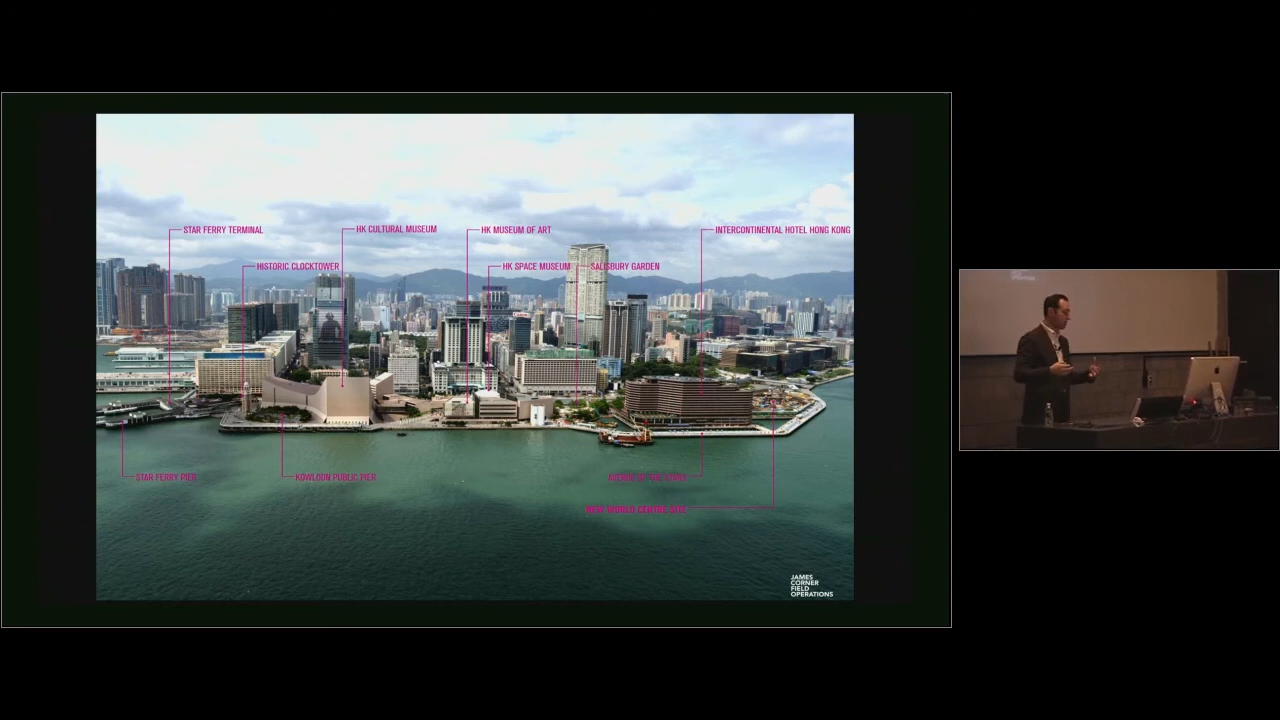 STAR FERRY TERMINAL
HK CULTURAL MUSEUM
HK MUSEUM OF ART
INTERCONTINENTAL HOTEL HONG KONG
HISTORIC CLOCKTOWER
HK SPACE MUSEUM
SALISBURY GARDEN
STAR FERRY PIER
KOWLOON PUBLIC PIER
AVENUE OF THE STARS
NEW WORLD CENTRE SITE
JAMES
CORNER
FIELD
OPERATIONS